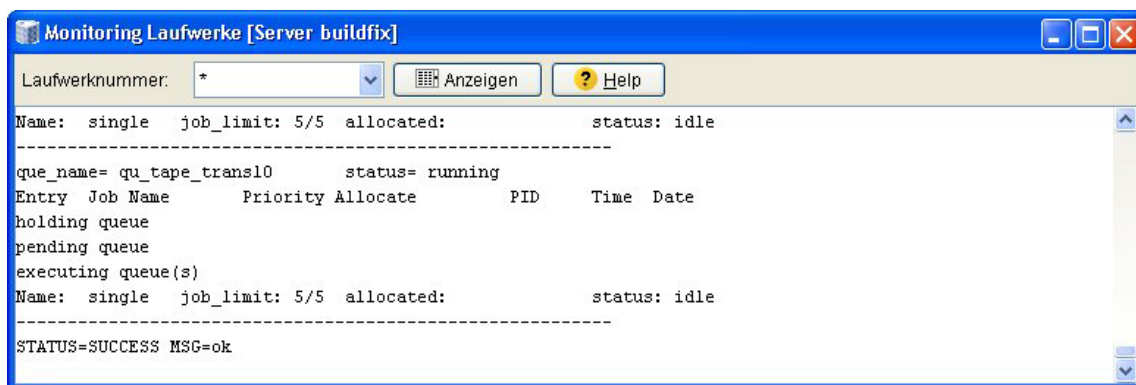 Monitoring Laufwerke [Server buildfix]
Laufwerknummer: * Anzeigen ? Help
Name:  single   job_limit: 5/5  allocated:              status: idle
----------------------------------------------------------
que_name= qu_tape_transl0       status= running
Entry  Job Name       Priority Allocate         PID     Time  Date
holding queue
pending queue
executing queue(s)
Name:  single   job_limit: 5/5  allocated:              status: idle
----------------------------------------------------------
STATUS=SUCCESS MSG=ok